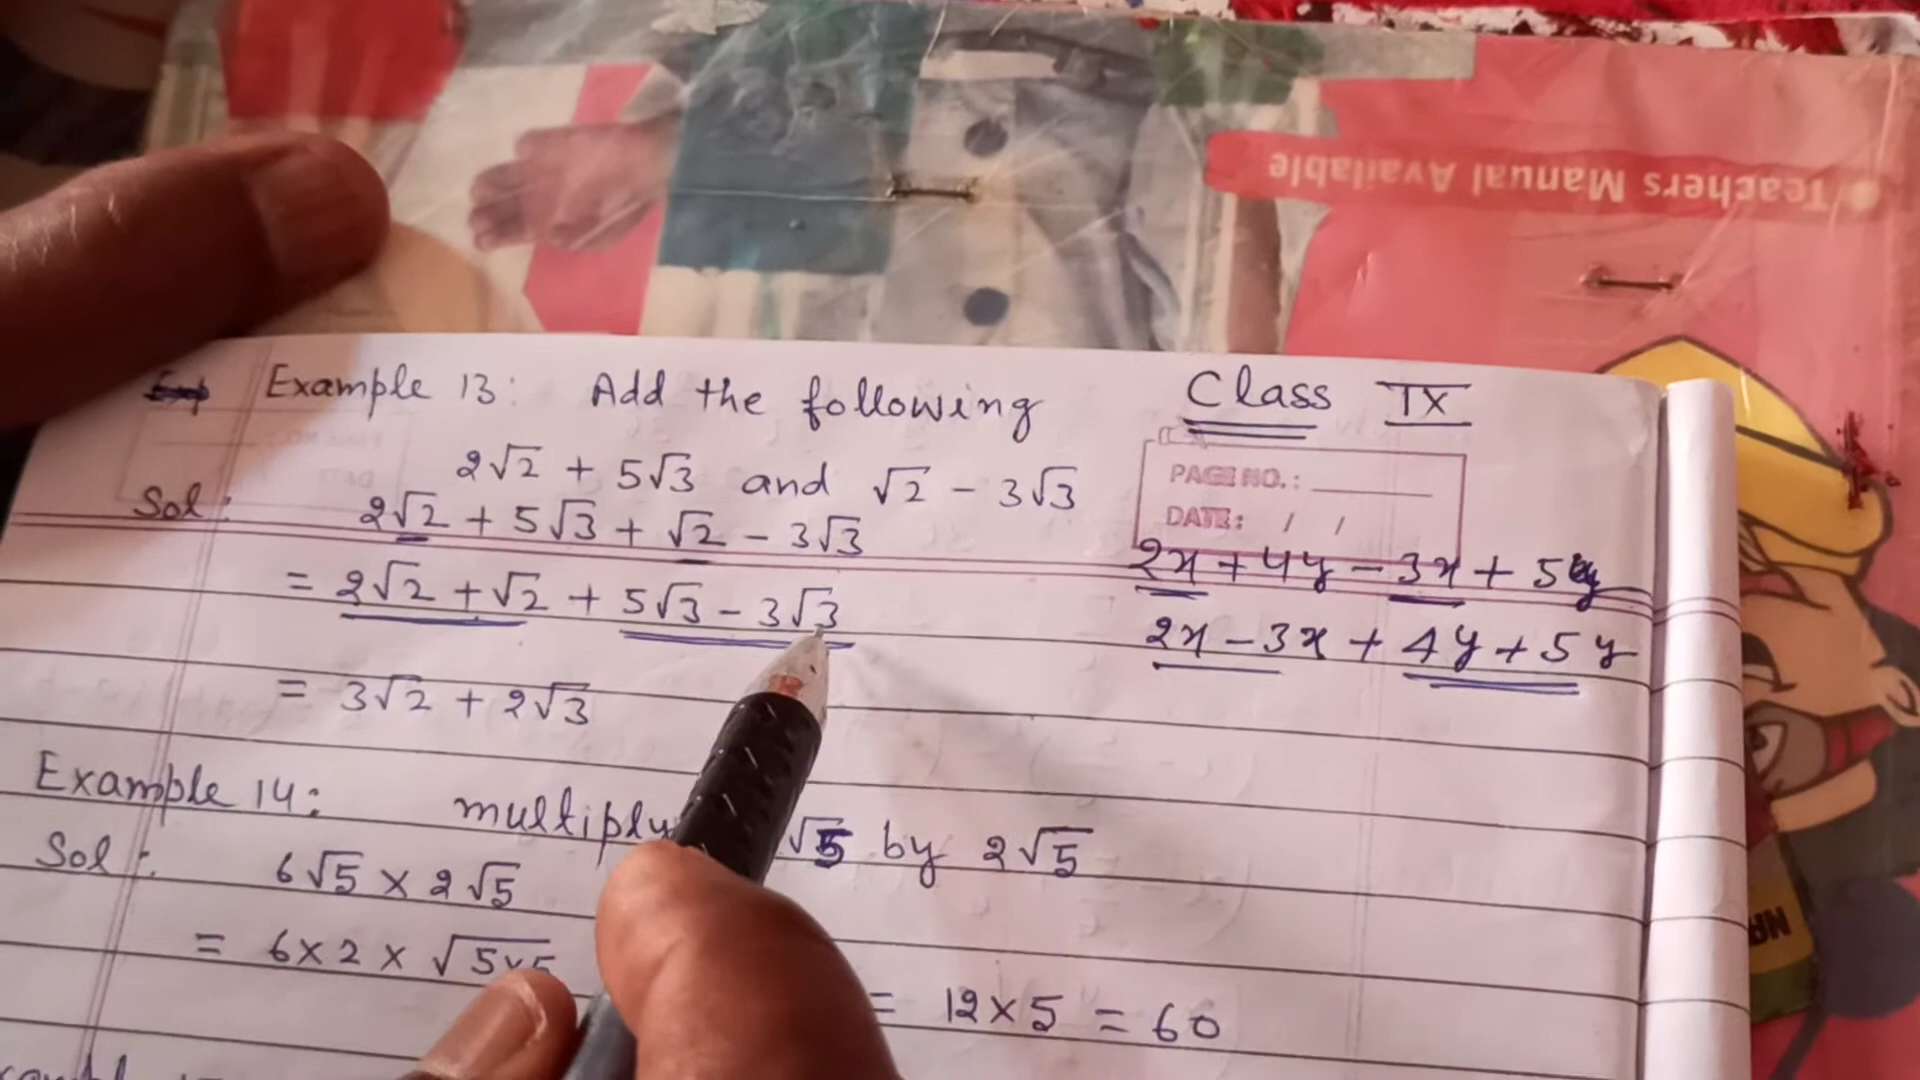 Teachers Manual Available
Example 13: Add the following
Class IX
2√2 + 5√3 and √2 - 3√3
PAGE NO.:
DATE: / /
Sol: 2√2 + 5√3 + √2 - 3√3
2x + 4y - 3x + 5y
= 2√2 + √2 + 5√3 - 3√3
2x - 3x + 4y + 5y
= 3√2 + 2√3
Example 14: multiply √5 by 2√5
Sol: 6√5 × 2√5
= 6×2× √5×5
= 12×5 = 60